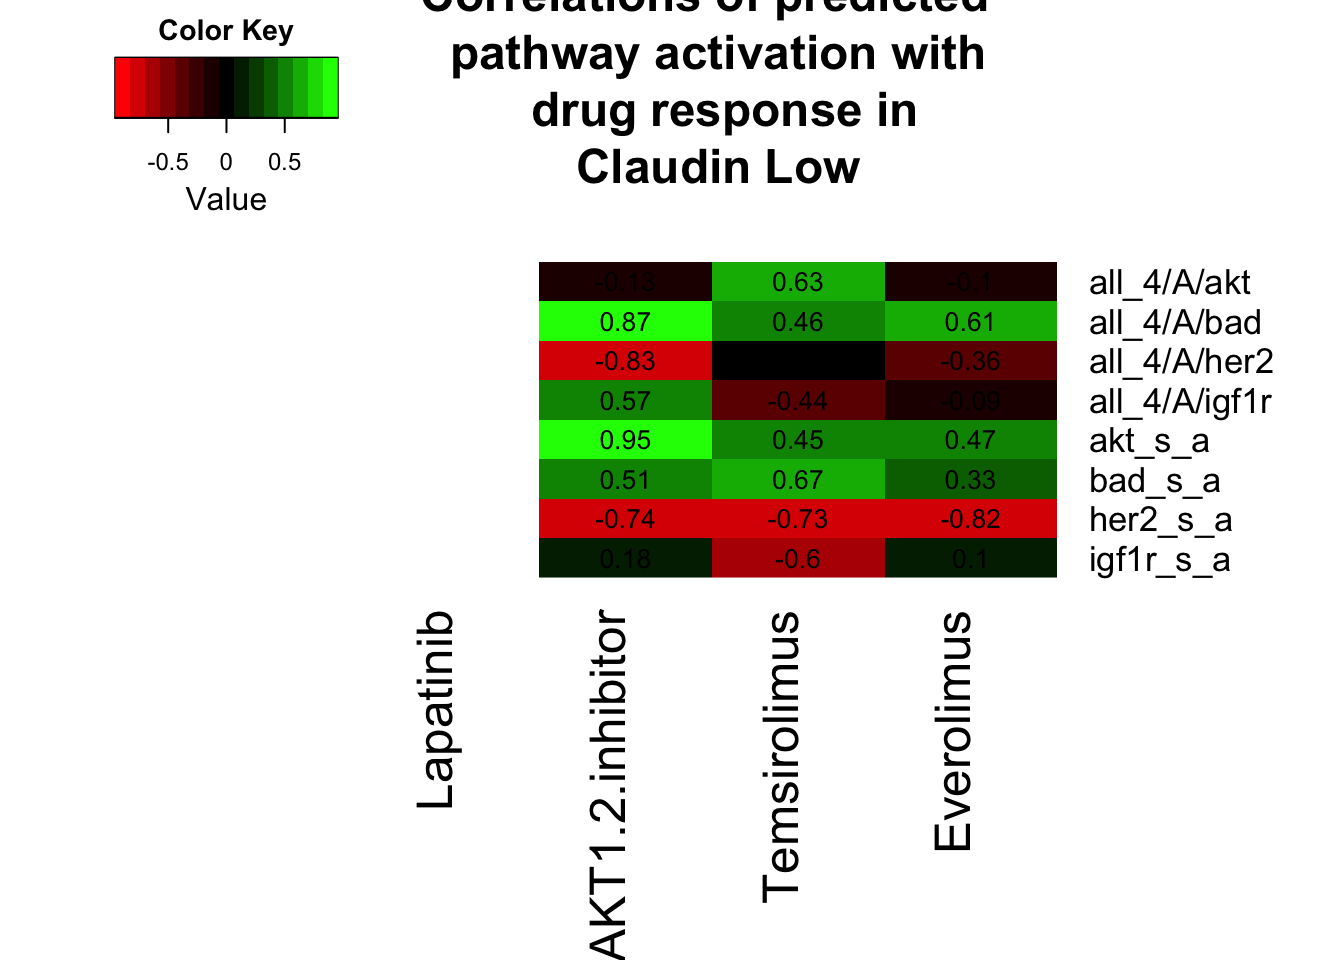 Color Key
-0.5 0 0.5
Value
Correlations of predicted
pathway activation with
drug response in
Claudin Low
-0.13 0.63 -0.1 all_4/A/akt
0.87 0.46 0.61 all_4/A/bad
-0.83 -0.36 all_4/A/her2
0.57 -0.44 -0.09 all_4/A/igf1r
0.95 0.45 0.47 akt_s_a
0.51 0.67 0.33 bad_s_a
-0.74 -0.73 -0.82 her2_s_a
0.18 -0.6 0.1 igf1r_s_a
Lapatinib
AKT1.2.inhibitor
Temsirolimus
Everolimus